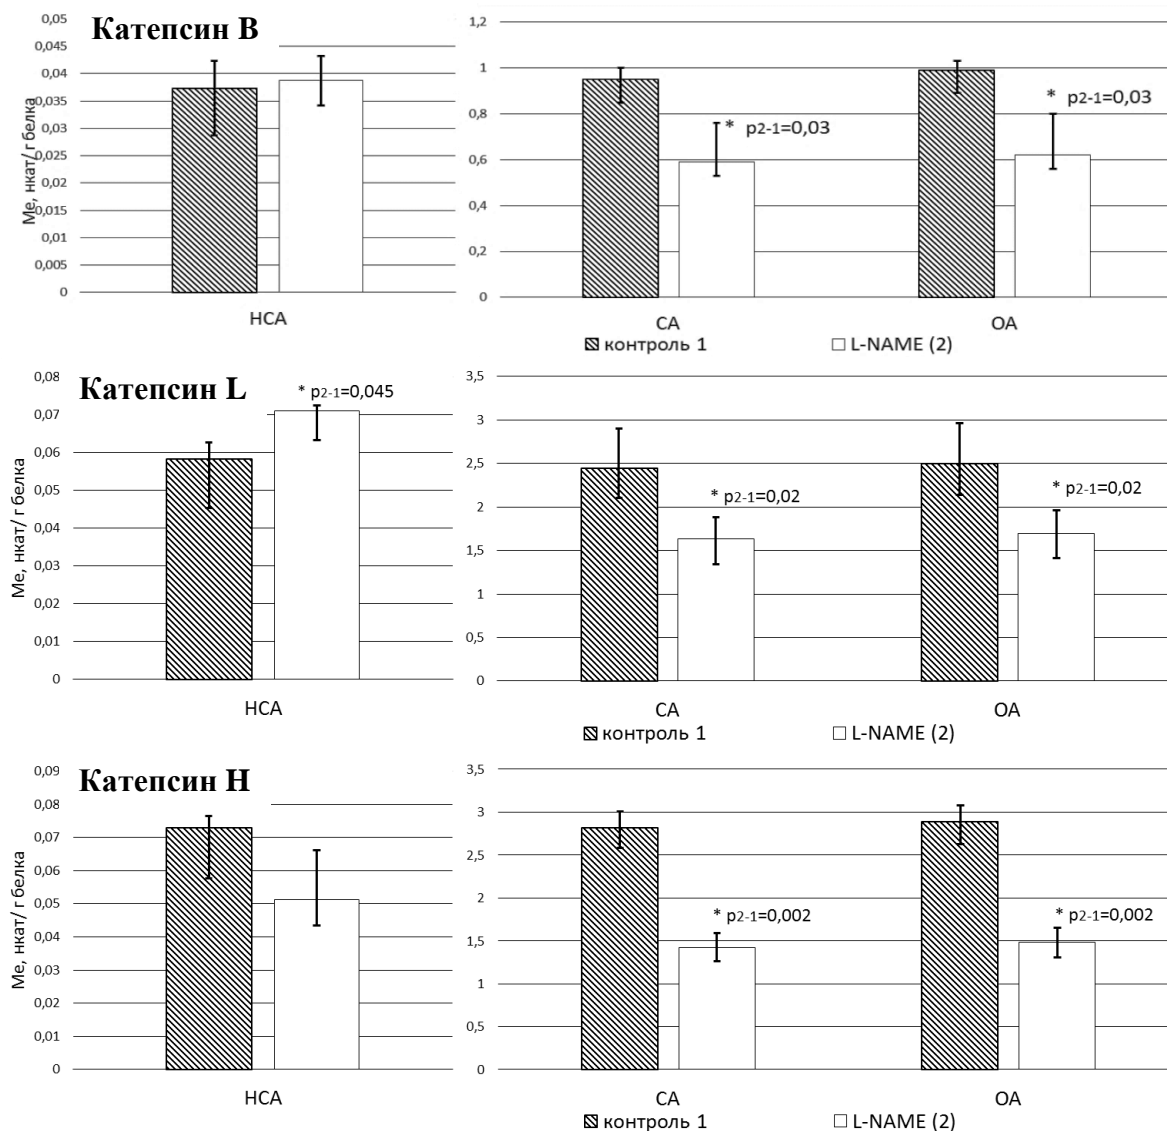 Катепсин B
Ме, нкат/ г белка
0,05
0,045
0,04
0,035
0,03
0,025
0,02
0,015
0,01
0,005
0
НСА
1,2
1
0,8
0,6
0,4
0,2
0
* p2-1=0,03
* p2-1=0,03
СА
ОА
контроль 1
L-NAME (2)
Катепсин L
Ме, нкат/ г белка
0,08
0,07
0,06
0,05
0,04
0,03
0,02
0,01
0
* p2-1=0,045
НСА
3,5
3
2,5
2
1,5
1
0,5
0
* p2-1=0,02
* p2-1=0,02
СА
ОА
контроль 1
L-NAME (2)
Катепсин H
Ме, нкат/ г белка
0,09
0,08
0,07
0,06
0,05
0,04
0,03
0,02
0,01
0
НСА
3,5
3
2,5
2
1,5
1
0,5
0
* p2-1=0,002
* p2-1=0,002
СА
ОА
контроль 1
L-NAME (2)